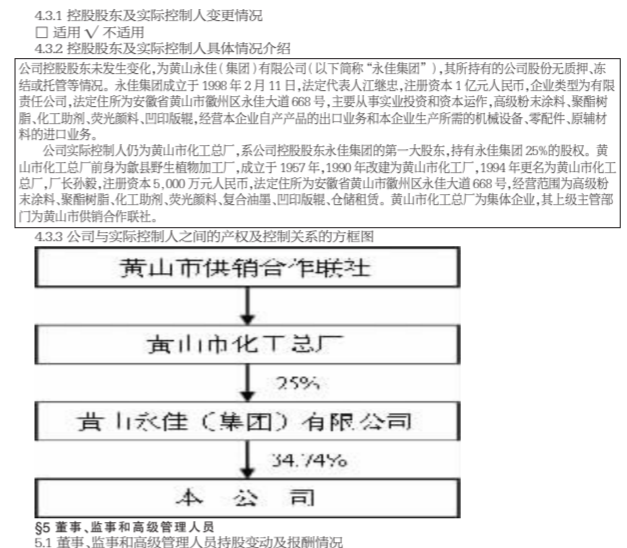 4.3.1 控股股东及实际控制人变更情况
□ 适用 √ 不适用
4.3.2 控股股东及实际控制人具体情况介绍
公司控股股东未发生变化,为黄山永佳(集团)有限公司(以下简称“永佳集团”),其所持有的公司股份无质押、冻
结或托管等情况。永佳集团成立于 1998 年 2 月 11 日,法定代表人江继忠,注册资本 1 亿元人民币,企业类型为有限
责任公司,法定住所为安徽省黄山市徽州区永佳大道 668 号,主要从事实业投资和资本运作,高级粉末涂料、聚酯树
脂、化工助剂、荧光颜料、凹印版辊,经营本企业自产产品的出口业务和本企业生产所需的机械设备、零配件、原辅材
料的进口业务。
公司实际控制人仍为黄山市化工总厂,系公司控股股东永佳集团的第一大股东,持有永佳集团 25%的股权。黄
山市化工总厂前身为歙县野生植物加工厂,成立于 1957 年,1990 年改建为黄山市化工厂,1994 年更名为黄山市化工
总厂,厂长孙毅,注册资本 5,000 万元人民币,法定住所为安徽省黄山市徽州区永佳大道 668 号,经营范围为高级粉
末涂料、聚酯树脂、化工助剂、荧光颜料、复合油墨、凹印版辊、仓储租赁。黄山市化工总厂为集体企业,其上级主管部
门为黄山市供销合作联社。
4.3.3 公司与实际控制人之间的产权及控制关系的方框图
黄山市供销合作联社
黄山市化工总厂
25%
黄山永佳（集团）有限公司
34.74%
本 公 司
§5 董事、监事和高级管理人员
5.1 董事、监事和高级管理人员持股变动及报酬情况